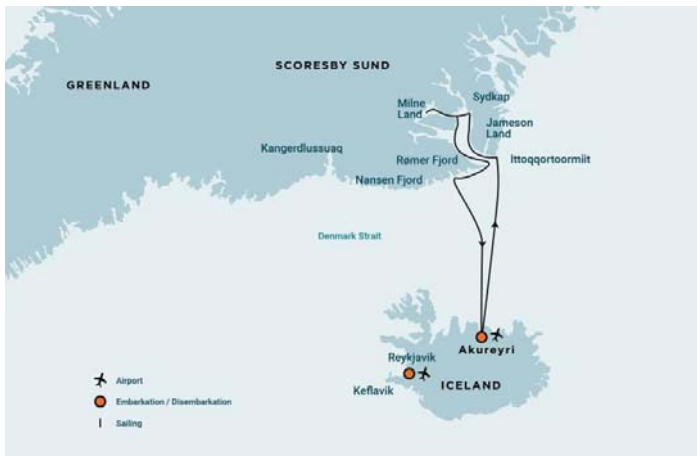 SCORESBY SUND
GREENLAND
Sydkap
Milne
Land
Jameson
Land
Kangerdlussuaq
Rømer Fjord
Ittoqqortoormiit
Nansen Fjord
Denmark Strait
Akureyri
Reykjavik
Keflavik
ICELAND
Airport
Embarkation / Disembarkation
Sailing